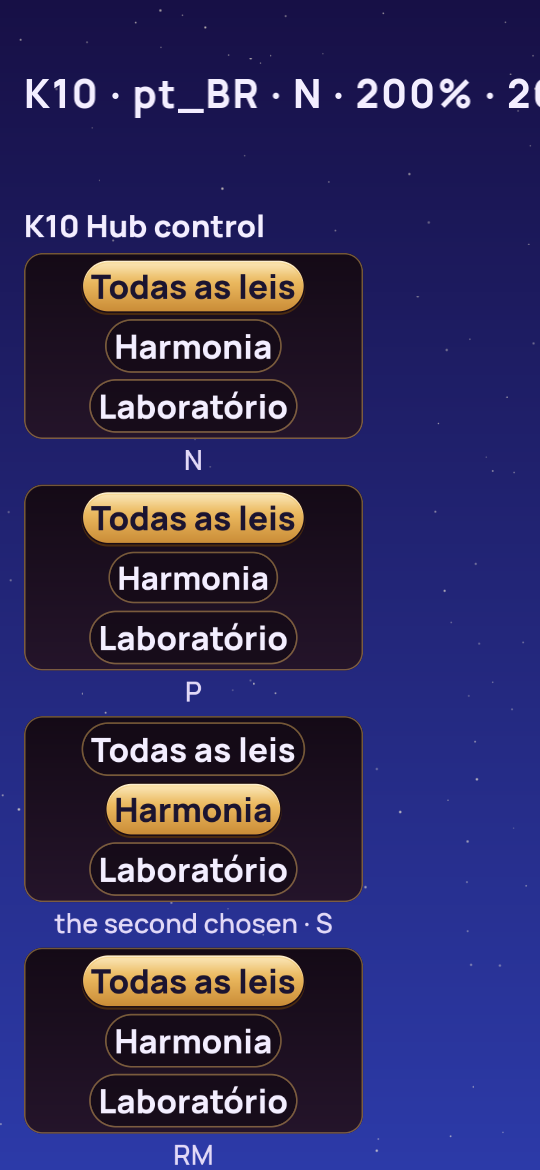 K10 · pt_BR · N · 200% · 20
K10 Hub control
Todas as leis
Harmonia
Laboratório
N
Todas as leis
Harmonia
Laboratório
P
Todas as leis
Harmonia
Laboratório
the second chosen · S
Todas as leis
Harmonia
Laboratório
RM